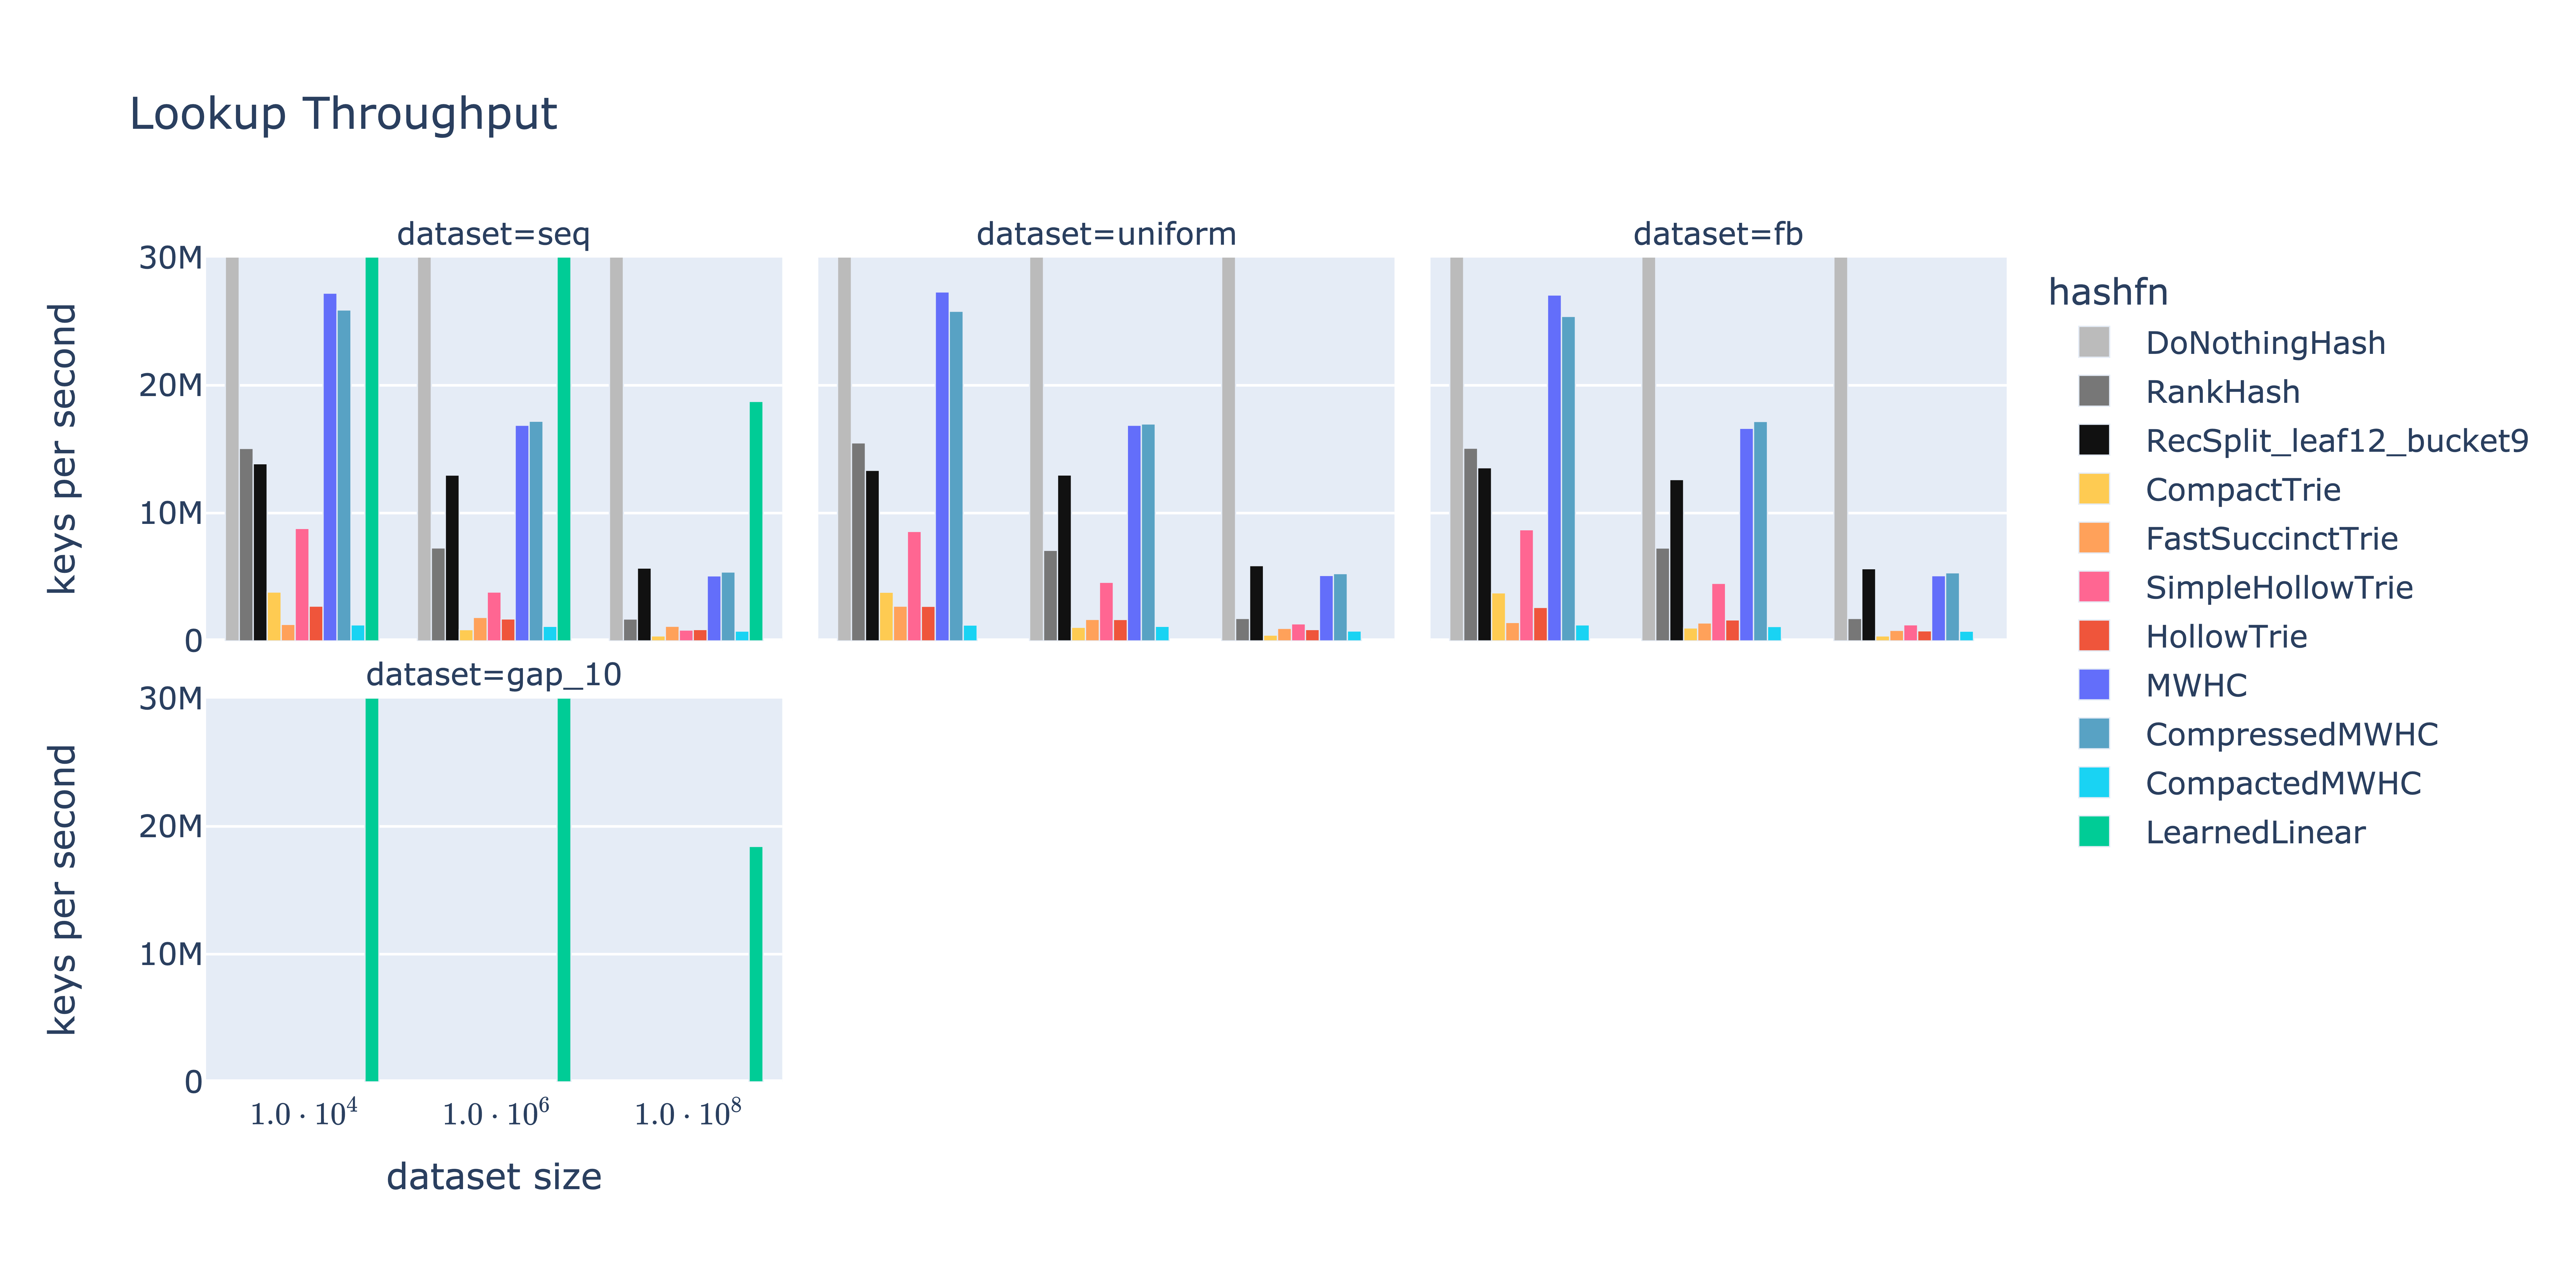 Lookup Throughput
dataset=seq
dataset=uniform
dataset=fb
30M
20M
10M
0
keys per second
dataset=gap_10
30M
20M
10M
0
keys per second
1.0 · 10⁴
1.0 · 10⁶
1.0 · 10⁸
dataset size
hashfn
DoNothingHash
RankHash
RecSplit_leaf12_bucket9
CompactTrie
FastSuccinctTrie
SimpleHollowTrie
HollowTrie
MWHC
CompressedMWHC
CompactedMWHC
LearnedLinear